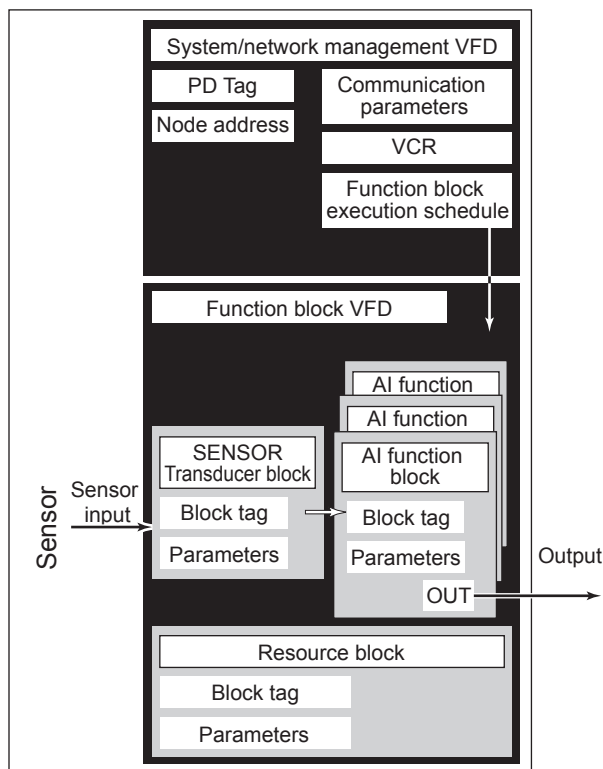 System/network management VFD
PD Tag
Node address
Communication
parameters
VCR
Function block
execution schedule
Function block VFD
AI function
AI function
AI function
block
Block tag
Parameters
OUT
SENSOR
Transducer block
Block tag
Parameters
Sensor
Sensor
input
Output
Resource block
Block tag
Parameters